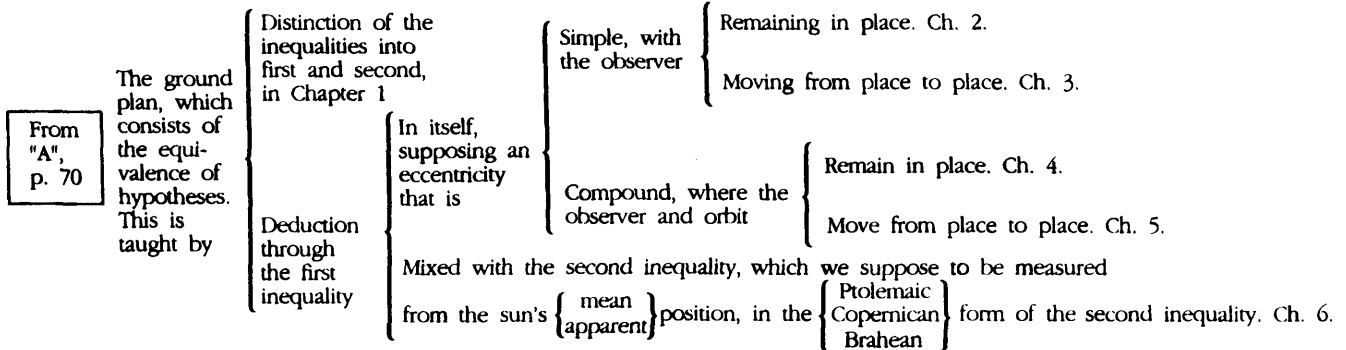 From
"A",
p. 70
The ground
plan, which
consists of
the equi-
valence of
hypotheses.
This is
taught by
Distinction of the
inequalities into
first and second,
in Chapter 1
Deduction
through
the first
inequality
In itself,
supposing an
eccentricity
that is
Simple, with
the observer
Remaining in place. Ch. 2.
Moving from place to place. Ch. 3.
Compound, where the
observer and orbit
Remain in place. Ch. 4.
Move from place to place. Ch. 5.
Mixed with the second inequality, which we suppose to be measured
from the sun's { mean apparent } position, in the { Ptolemaic Copernican Brahean } form of the second inequality. Ch. 6.